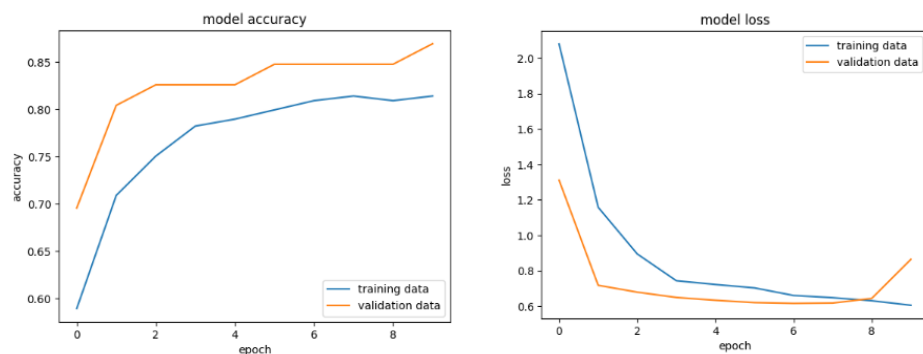 model accuracy
0.85
0.80
0.75
0.70
0.65
0.60
accuracy
0
2
4
6
8
epoch
training data
validation data
model loss
training data
validation data
2.0
1.8
1.6
1.4
1.2
1.0
0.8
0.6
loss
0
2
4
6
8
epoch